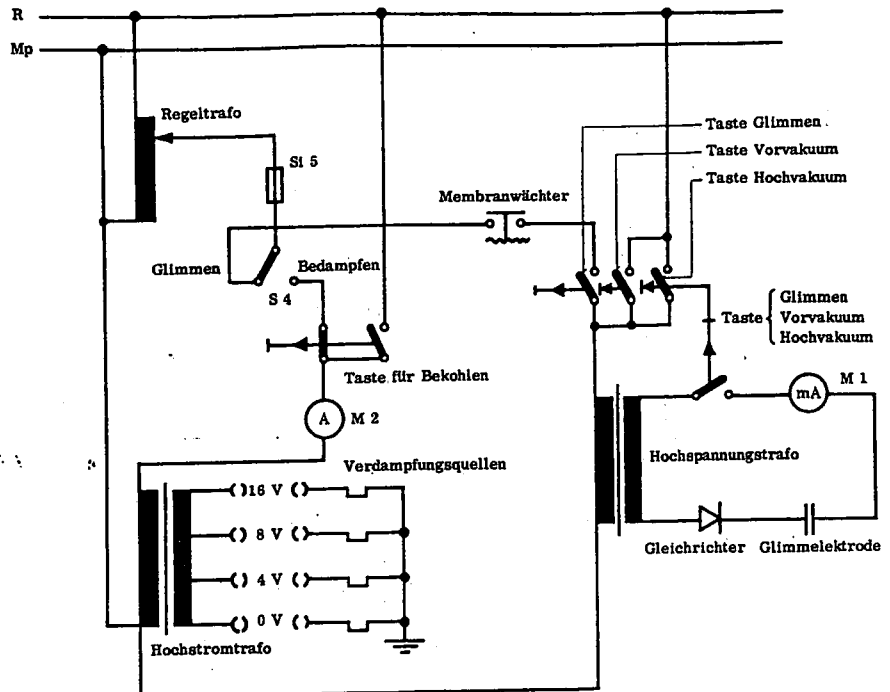 R
Mp
Regeltrafo
Si 5
Taste Glimmen
Taste Vorvakuum
Taste Hochvakuum
Membranwächter
Glimmen
Bedampfen
S 4
Glimmen
Taste { Vorvakuum
Hochvakuum
Taste für Bekohlen
A M 2
mA M 1
Verdampfungsquellen
Hochspannungstrafo
16 V
8 V
4 V
0 V
Gleichrichter Glimmelektrode
Hochstromtrafo